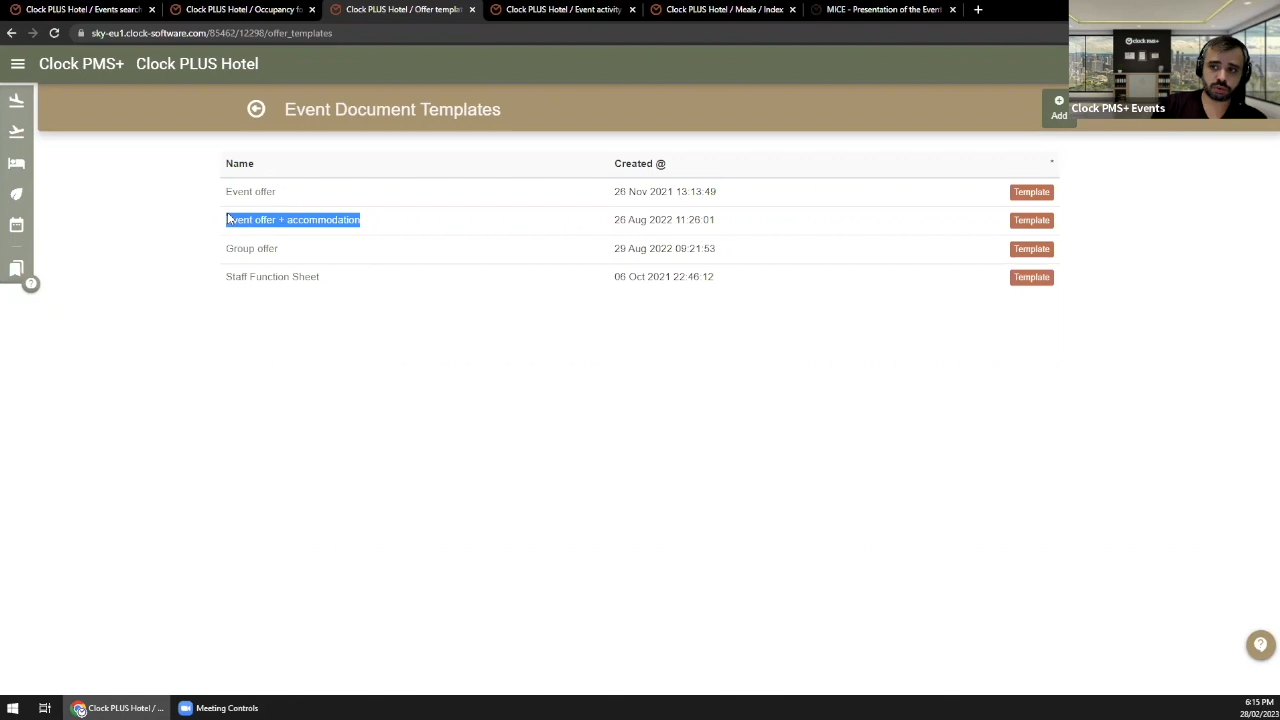 Clock PLUS Hotel / Events search
Clock PLUS Hotel / Occupancy fo
Clock PLUS Hotel / Offer templat
Clock PLUS Hotel / Event activity
Clock PLUS Hotel / Meals / Index
MICE - Presentation of the Event
sky-eu1.clock-software.com/85462/12298/offer_templates
Clock PMS+ Clock PLUS Hotel
clock pms+
Event Document Templates
Add
Clock PMS+ Events
Name Created @
Event offer 26 Nov 2021 13:13:49 Template
Event offer + accommodation 26 Aug 2022 11:26:01 Template
Group offer 29 Aug 2022 09:21:53 Template
Staff Function Sheet 06 Oct 2021 22:46:12 Template
Clock PLUS Hotel / ...
Meeting Controls
6:15 PM
28/02/2023